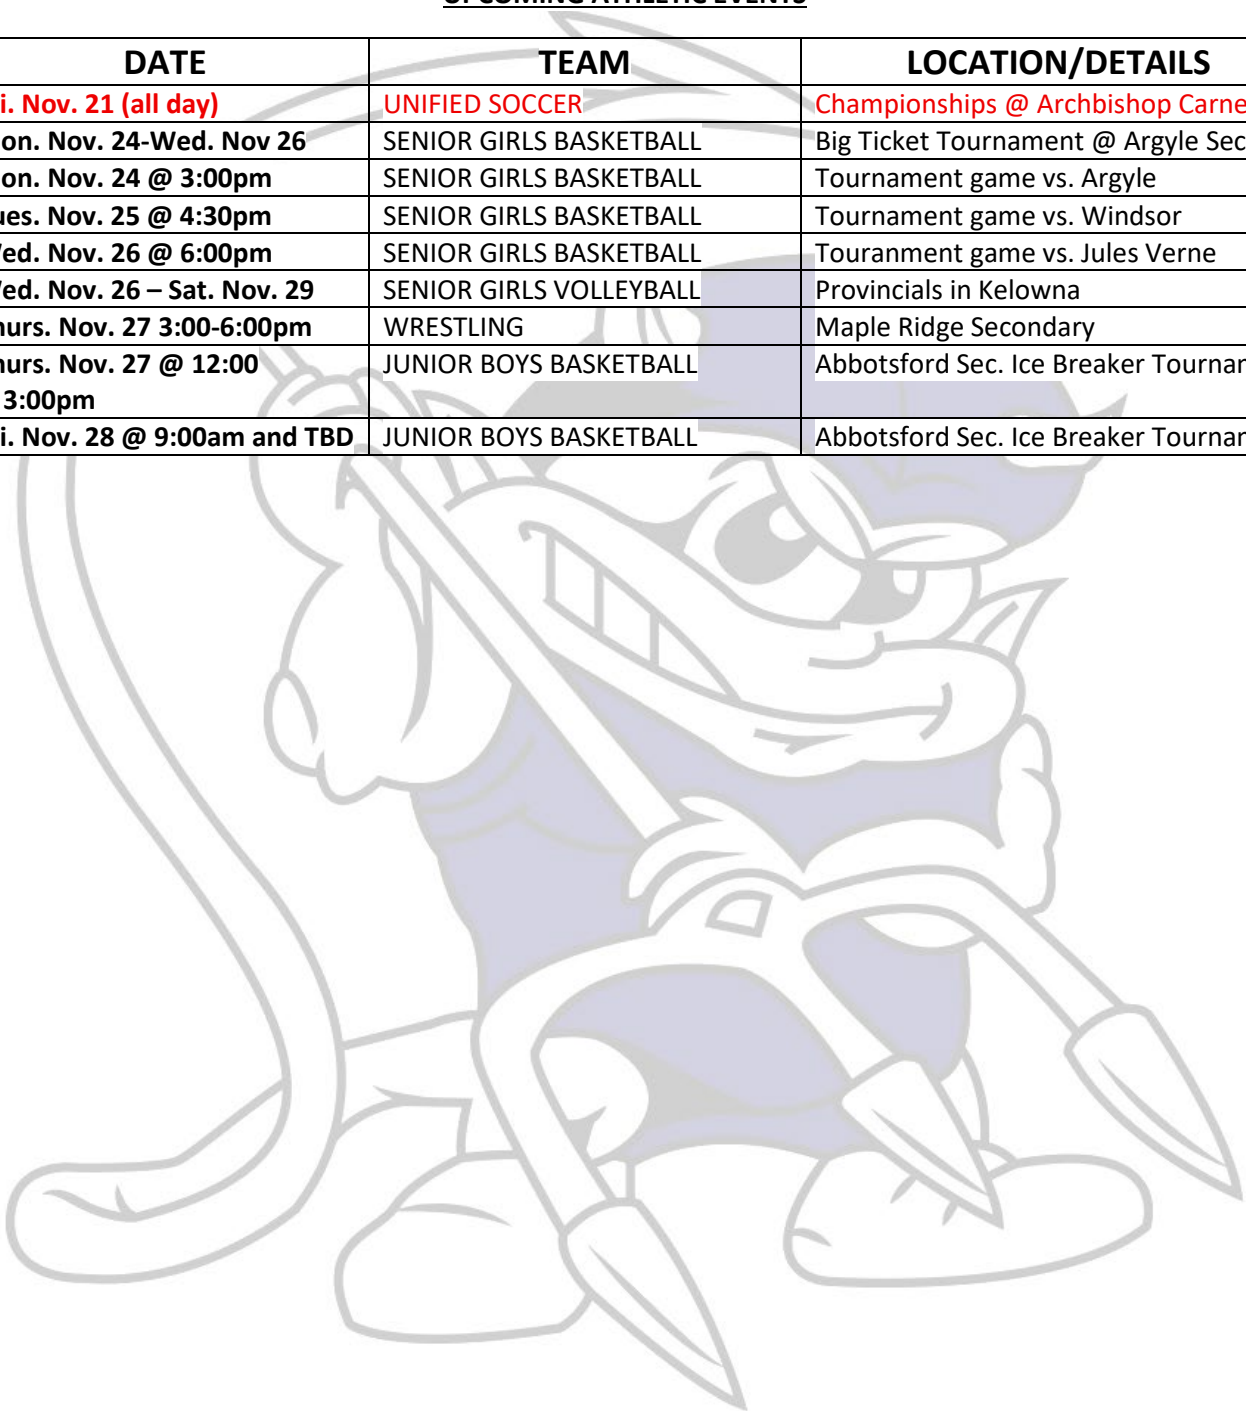 UPCOMING ATHLETIC EVENTS
DATE TEAM LOCATION/DETAILS
i. Nov. 21 (all day) UNIFIED SOCCER Championships @ Archbishop Carne
on. Nov. 24-Wed. Nov 26 SENIOR GIRLS BASKETBALL Big Ticket Tournament @ Argyle Sec
on. Nov. 24 @ 3:00pm SENIOR GIRLS BASKETBALL Tournament game vs. Argyle
ues. Nov. 25 @ 4:30pm SENIOR GIRLS BASKETBALL Tournament game vs. Windsor
ed. Nov. 26 @ 6:00pm SENIOR GIRLS BASKETBALL Touranment game vs. Jules Verne
ed. Nov. 26 – Sat. Nov. 29 SENIOR GIRLS VOLLEYBALL Provincials in Kelowna
hurs. Nov. 27 3:00-6:00pm WRESTLING Maple Ridge Secondary
hurs. Nov. 27 @ 12:00 JUNIOR BOYS BASKETBALL Abbotsford Sec. Ice Breaker Tourna
3:00pm
i. Nov. 28 @ 9:00am and TBD JUNIOR BOYS BASKETBALL Abbotsford Sec. Ice Breaker Tourna